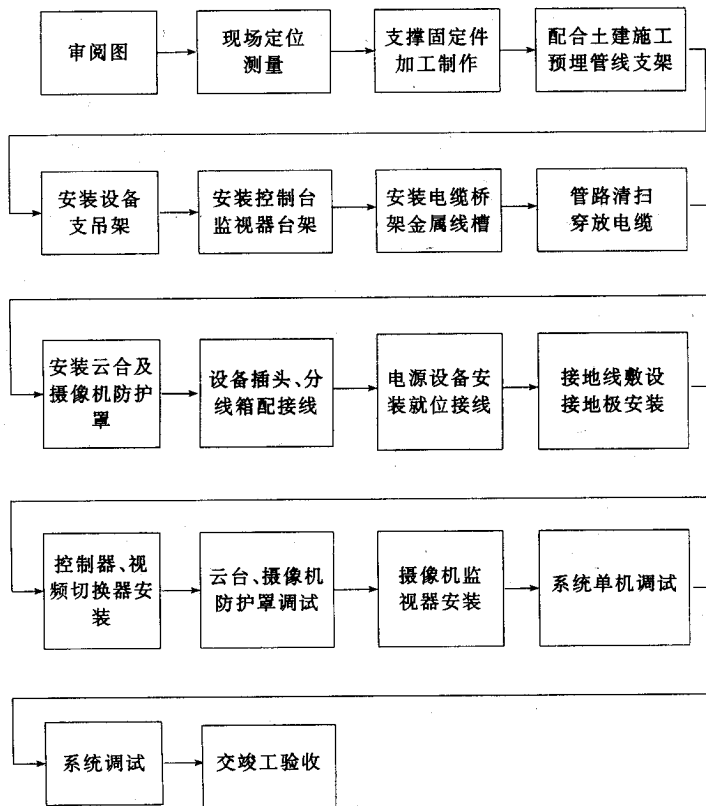 审阅图
现场定位
测量
支撑固定件
加工制作
配合土建施工
预埋管线支架
安装设备
支吊架
安装控制台
监视器台架
安装电缆桥
架金属线槽
管路清扫
穿放电缆
安装云合及
摄像机防护
罩
设备插头、分
线箱配接线
电源设备安
装就位接线
接地线敷设
接地极安装
控制器、视
频切换器安
装
云台、摄像机
防护罩调试
摄像机监
视器安装
系统单机调试
系统调试
交竣工验收